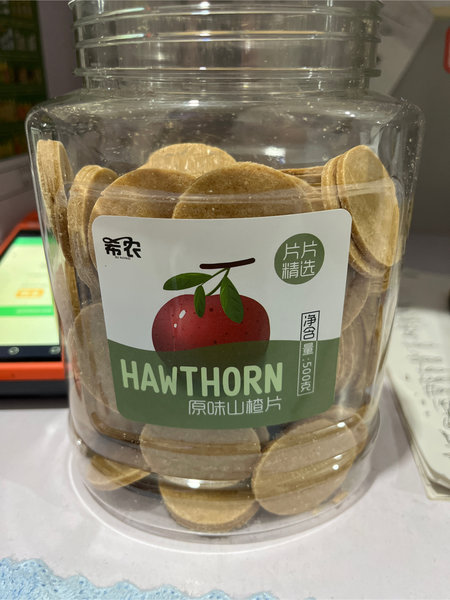 希农
片片
精选
净含量:500克
HAWTHORN
原味山楂片